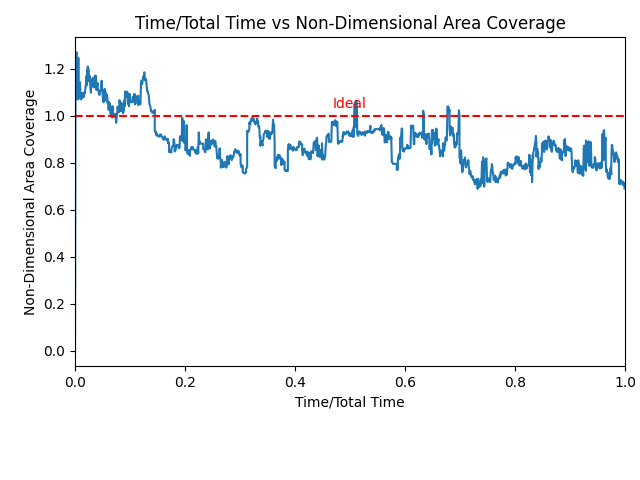 Time/Total Time vs Non-Dimensional Area Coverage
Non-Dimensional Area Coverage
1.2
1.0
0.8
0.6
0.4
0.2
0.0
Ideal
0.0 0.2 0.4 0.6 0.8 1.0
Time/Total Time